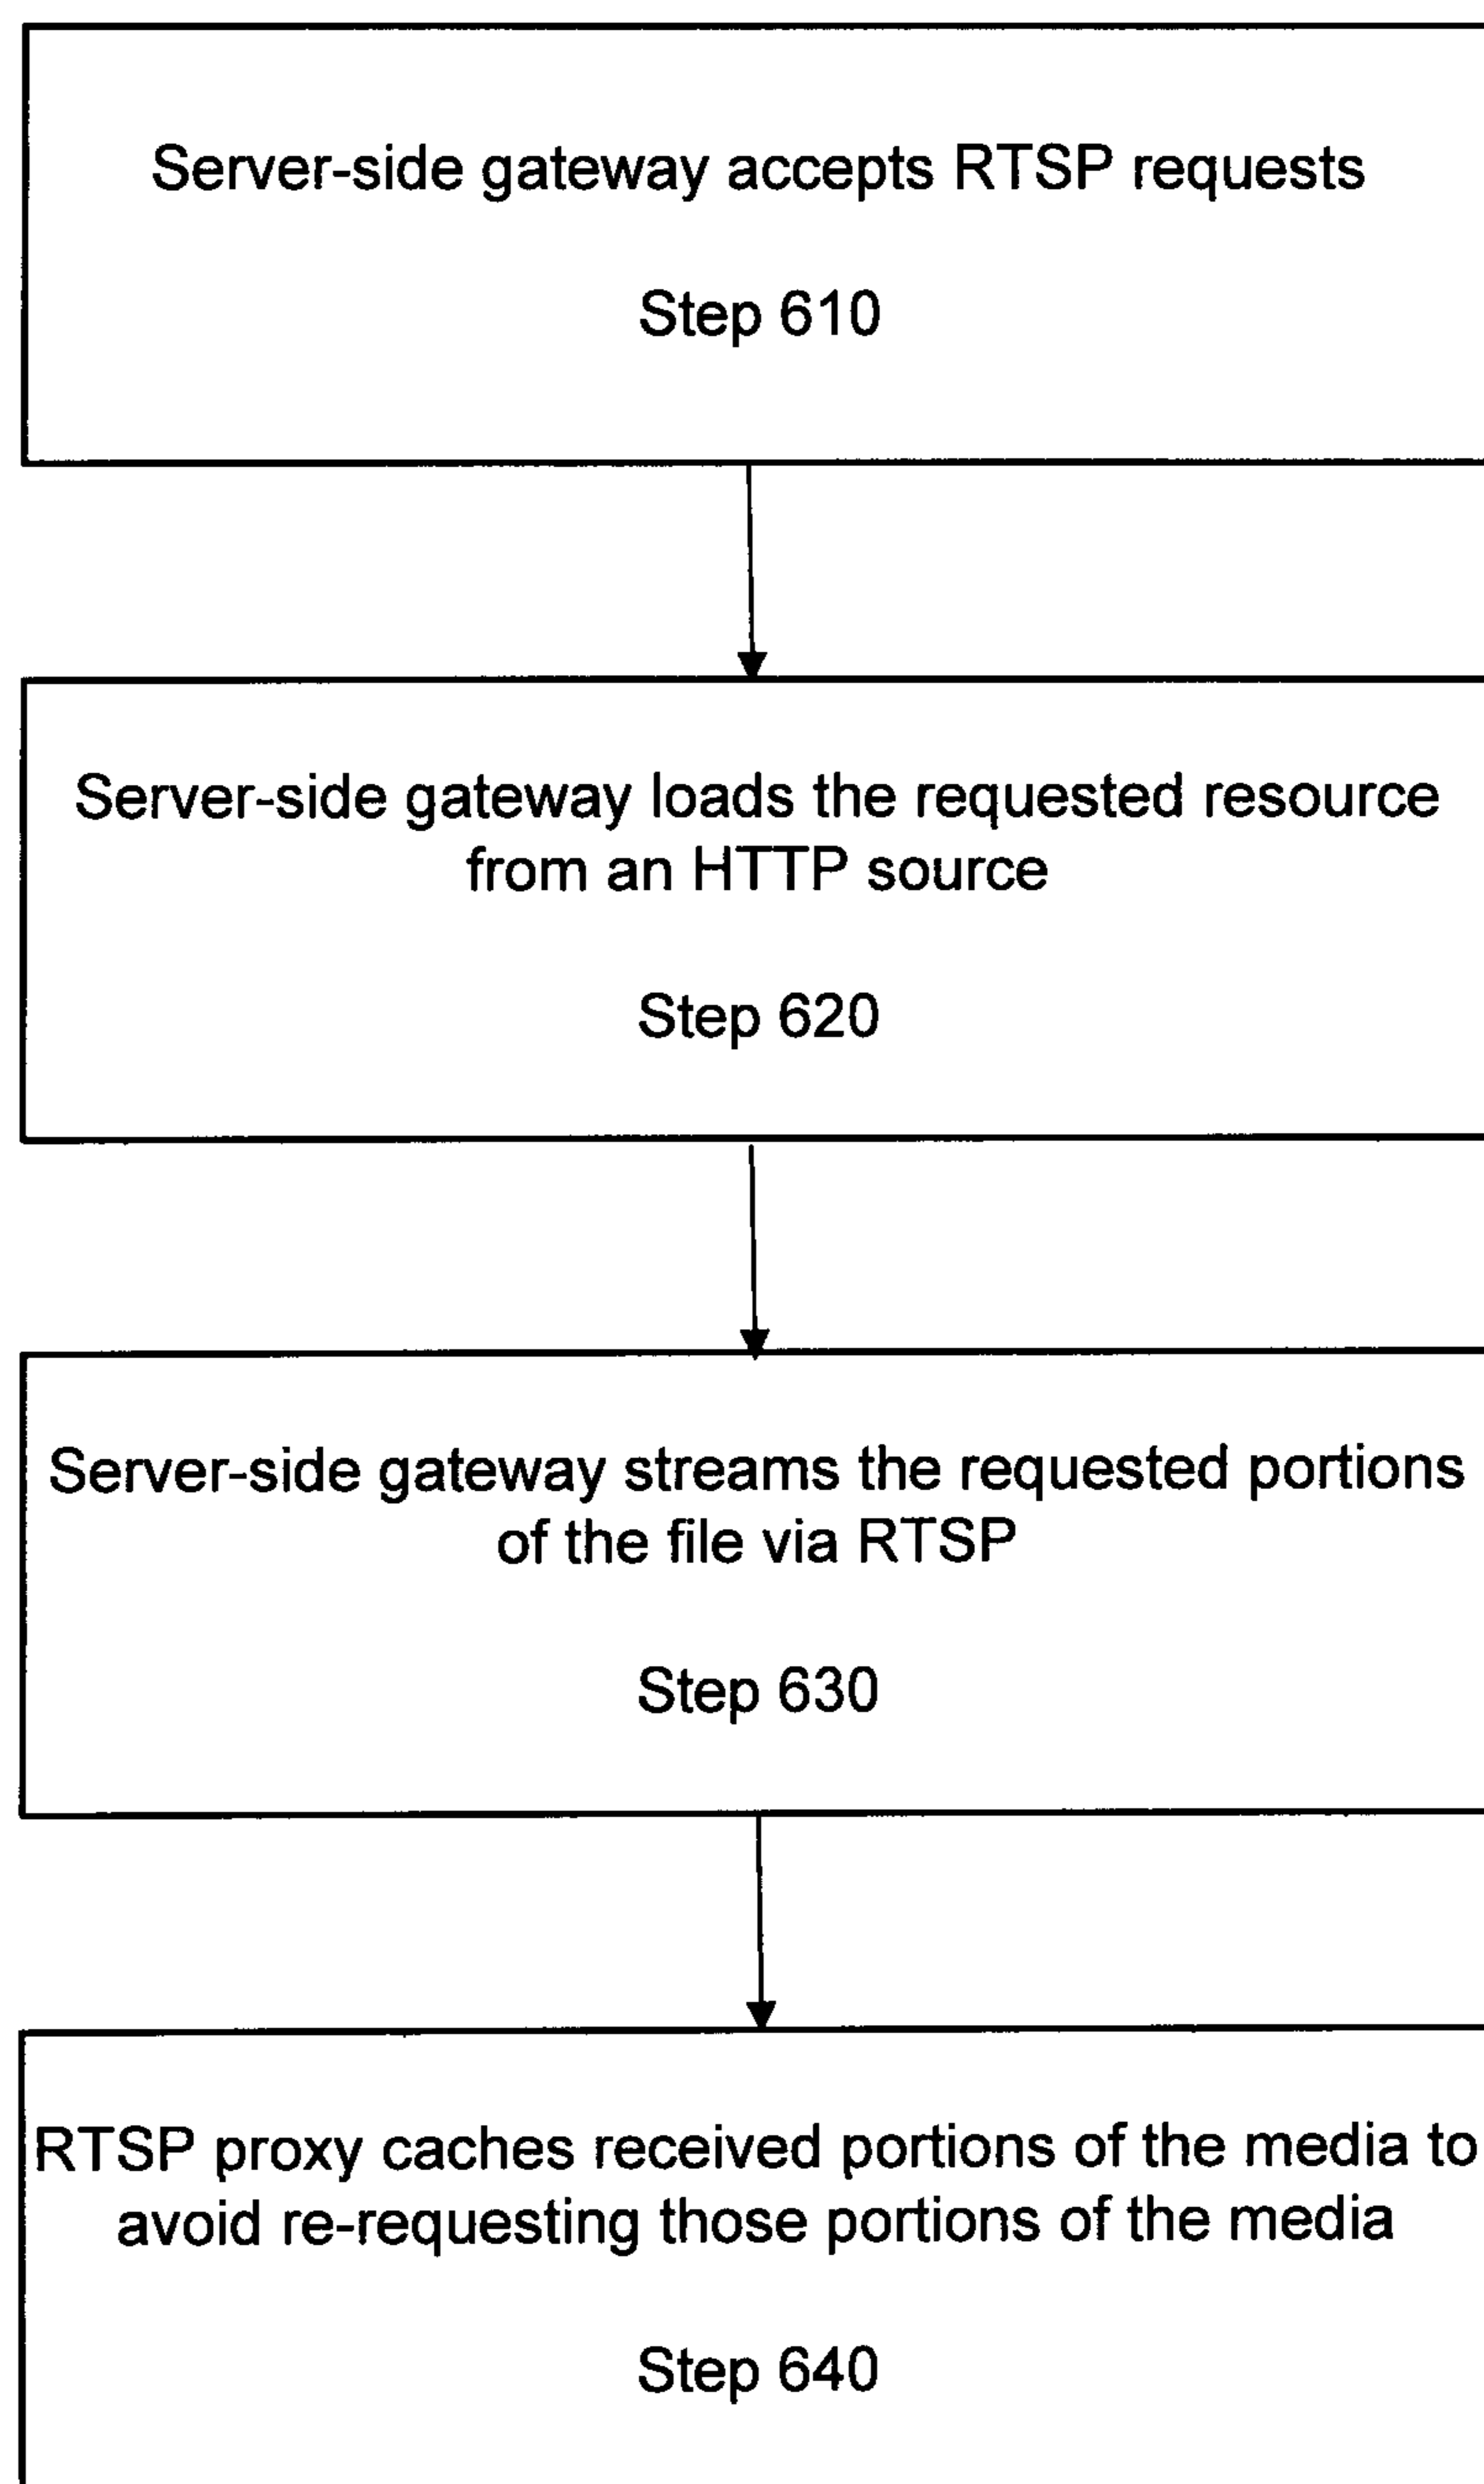 Server-side gateway accepts RTSP requests
Step 610
Server-side gateway loads the requested resource
from an HTTP source
Step 620
Server-side gateway streams the requested portions
of the file via RTSP
Step 630
RTSP proxy caches received portions of the media to
avoid re-requesting those portions of the media
Step 640